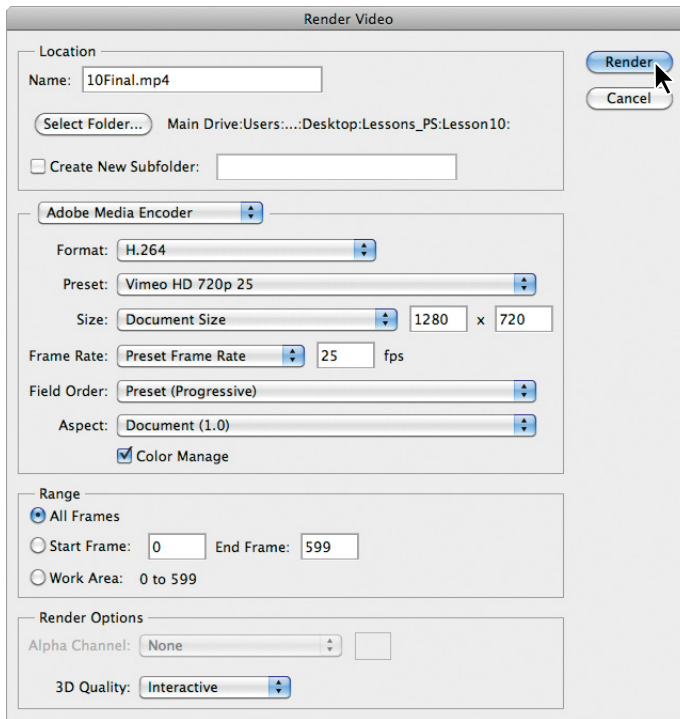 Render Video
Location
Name: 10Final.mp4
Render
Cancel
Select Folder... Main Drive:Users:...:Desktop:Lessons_PS:Lesson10:
Create New Subfolder:
Adobe Media Encoder
Format: H.264
Preset: Vimeo HD 720p 25
Size: Document Size 1280 x 720
Frame Rate: Preset Frame Rate 25 fps
Field Order: Preset (Progressive)
Aspect: Document (1.0)
Color Manage
Range
All Frames
Start Frame: 0 End Frame: 599
Work Area: 0 to 599
Render Options
Alpha Channel: None
3D Quality: Interactive